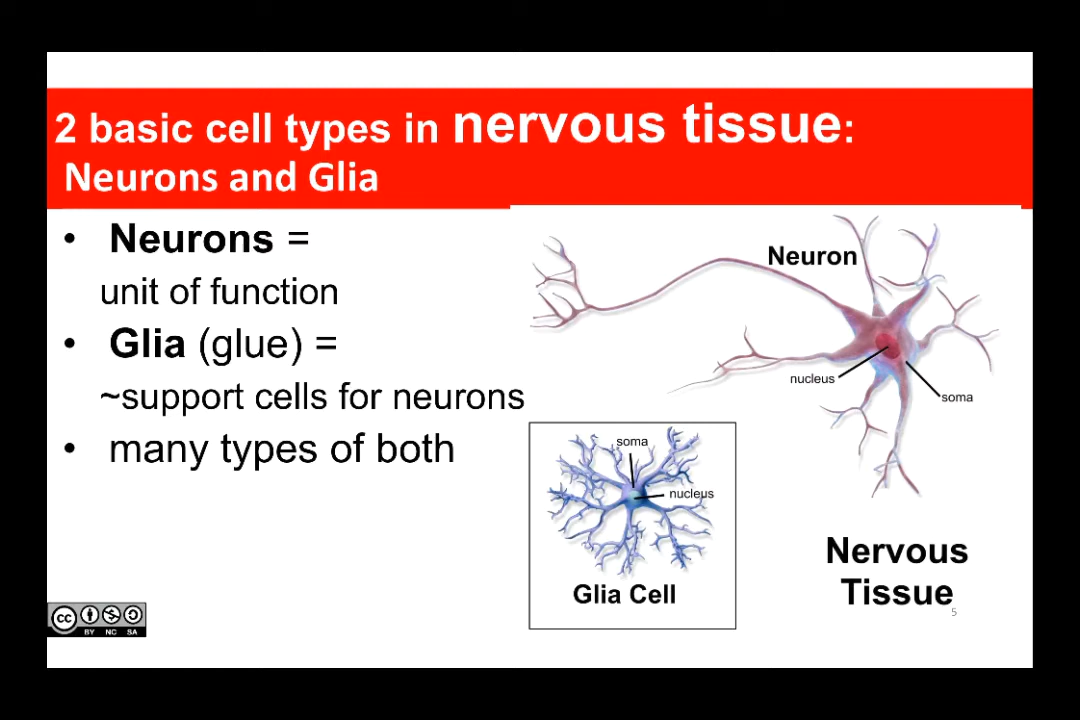 2 basic cell types in nervous tissue:
Neurons and Glia
• Neurons =
unit of function
• Glia (glue) =
~support cells for neurons
• many types of both
Neuron
nucleus
soma
soma
nucleus
Glia Cell
Nervous
Tissue
5
cc
BY NC SA